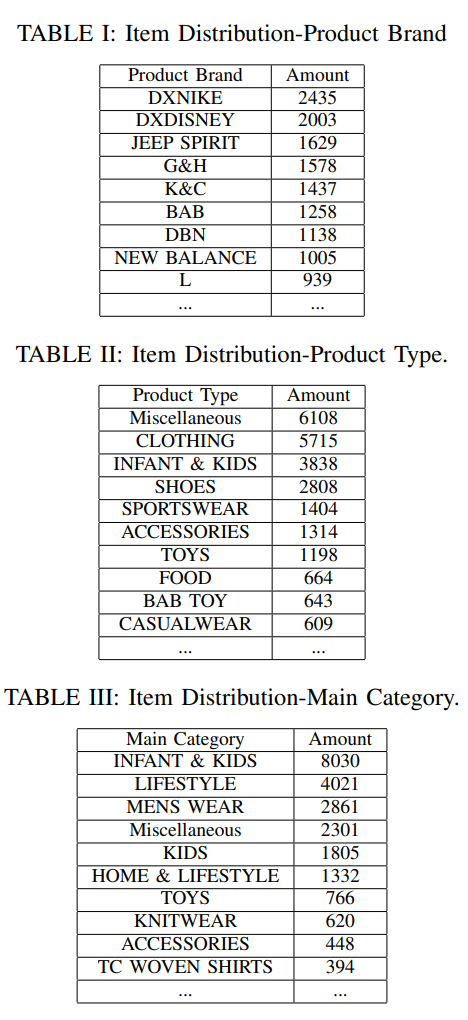 TABLE I: Item Distribution-Product Brand
Product Brand Amount
DXNIKE 2435
DXDISNEY 2003
JEEP SPIRIT 1629
G&H 1578
K&C 1437
BAB 1258
DBN 1138
NEW BALANCE 1005
L 939
... ...
TABLE II: Item Distribution-Product Type.
Product Type Amount
Miscellaneous 6108
CLOTHING 5715
INFANT & KIDS 3838
SHOES 2808
SPORTSWEAR 1404
ACCESSORIES 1314
TOYS 1198
FOOD 664
BAB TOY 643
CASUALWEAR 609
... ...
TABLE III: Item Distribution-Main Category.
Main Category Amount
INFANT & KIDS 8030
LIFESTYLE 4021
MENS WEAR 2861
Miscellaneous 2301
KIDS 1805
HOME & LIFESTYLE 1332
TOYS 766
KNITWEAR 620
ACCESSORIES 448
TC WOVEN SHIRTS 394
... ...